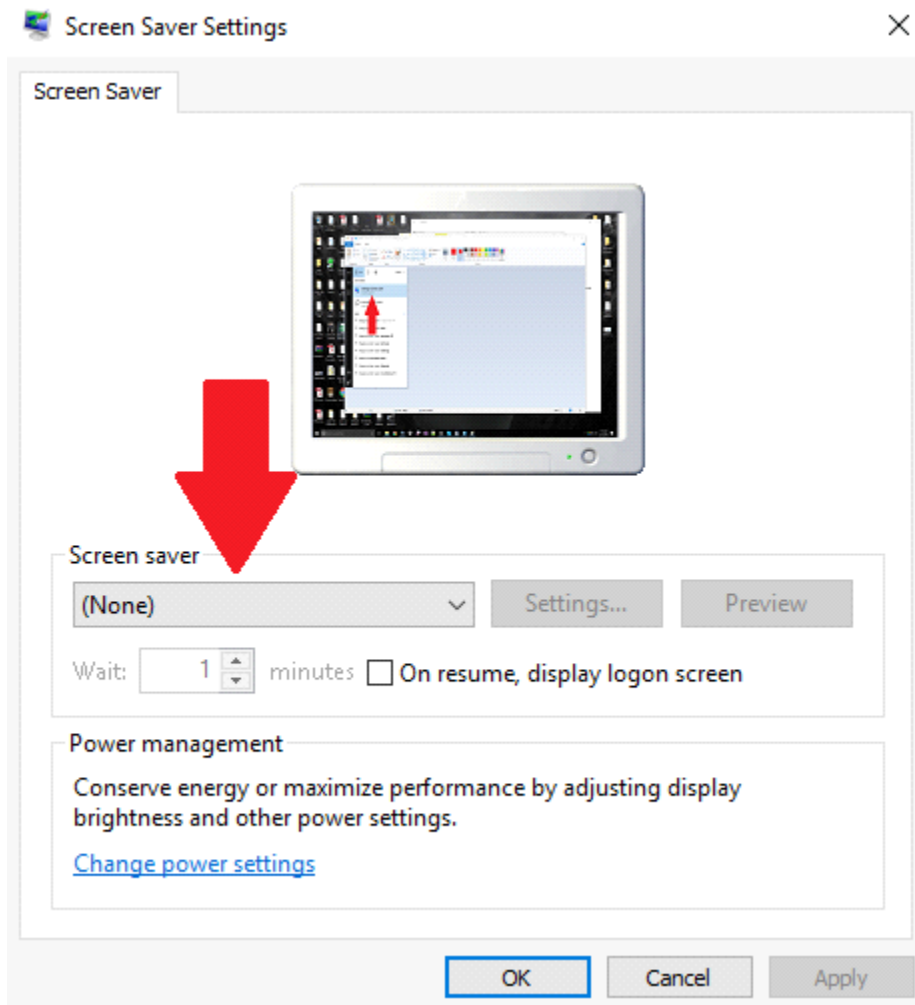 Screen Saver Settings
Screen Saver
Screen saver
(None)
Settings...
Preview
Wait:
1
minutes
On resume, display logon screen
Power management
Conserve energy or maximize performance by adjusting display
brightness and other power settings.
Change power settings
OK
Cancel
Apply